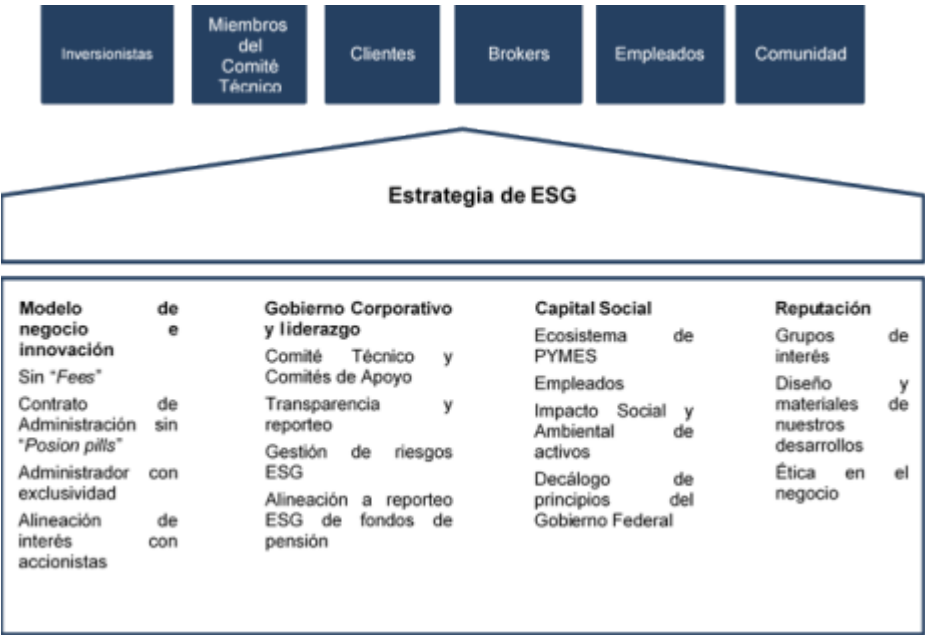 Inversionistas
Miembros
del
Comité
Técnico
Clientes
Brokers
Empleados
Comunidad
Estrategia de ESG
Modelo de
negocio e
innovación
Sin “Fees”
Contrato de
Administración sin
“Posion pills”
Administrador con
exclusividad
Alineación de
interés con
accionistas
Gobierno Corporativo
y liderazgo
Comité Técnico y
Comités de Apoyo
Transparencia y
reporteo
Gestión de riesgos
ESG
Alineación a reporteo
ESG de fondos de
pensión
Capital Social
Ecosistema de
PYMES
Empleados
Impacto Social y
Ambiental de
activos
Decálogo de
principios del
Gobierno Federal
Reputación
Grupos de
interés
Diseño y
materiales de
nuestros
desarrollos
Ética en el
negocio